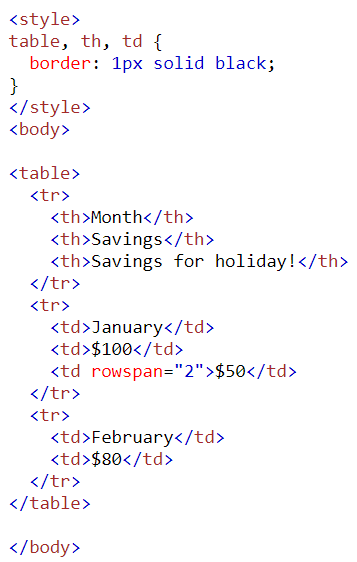 <style>
table, th, td {
  border: 1px solid black;
}
</style>
<body>

<table>
  <tr>
    <th>Month</th>
    <th>Savings</th>
    <th>Savings for holiday!</th>
  </tr>
  <tr>
    <td>January</td>
    <td>$100</td>
    <td rowspan="2">$50</td>
  </tr>
  <tr>
    <td>February</td>
    <td>$80</td>
  </tr>
</table>

</body>